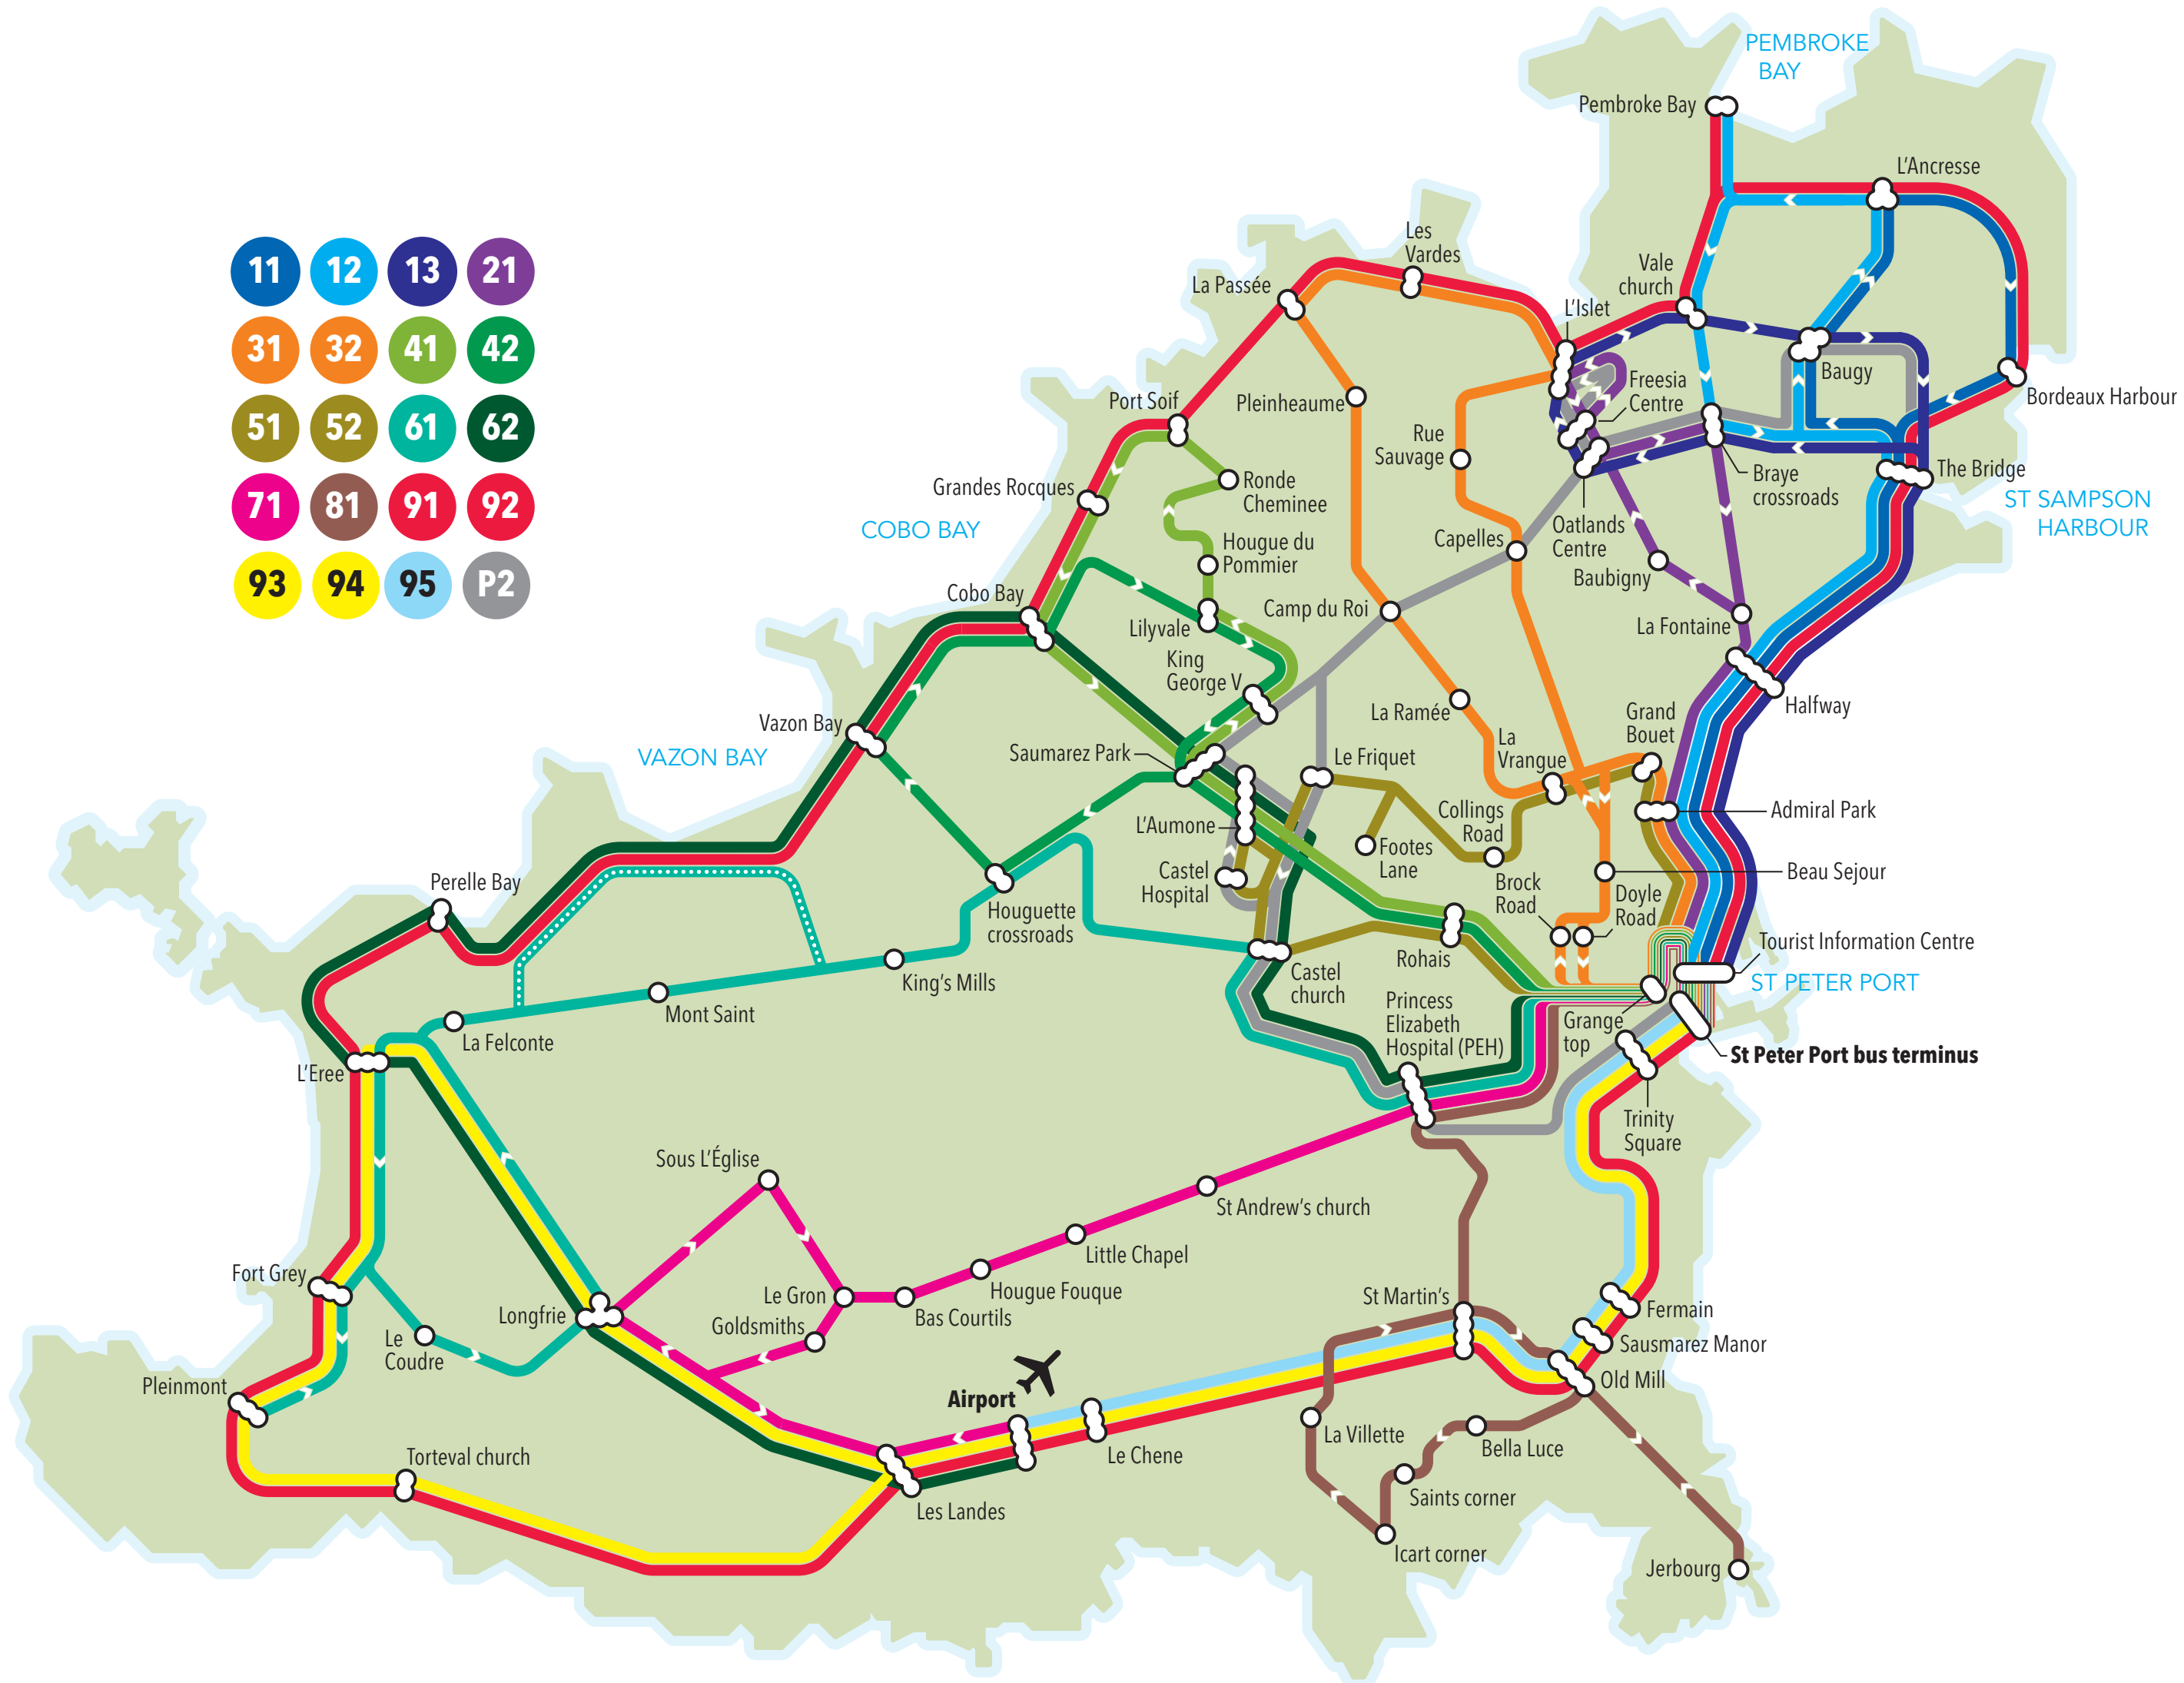 PEMBROKE
BAY
Pembroke Bay
L'Ancresse
Les
Vardes
Vale
church
La Passée
L'Islet
11 12 13 21
31 32 41 42
51 52 61 62
71 81 91 92
93 94 95 P2
Freesia
Centre
Baugy
Bordeaux Harbour
Port Soif
Pleinheaume
Rue
Sauvage
Grandes Rocques
Ronde
Cheminee
COBO BAY
Braye
crossroads
The Bridge
ST SAMPSON
HARBOUR
Oatlands
Centre
Capelles
Hougue du
Pommier
Baubigny
Cobo Bay
Camp du Roi
Lilyvale
La Fontaine
King
George V
Halfway
La Ramée
Grand
Bouet
Vazon Bay
VAZON BAY
Saumarez Park
Le Friquet
La
Vrangue
L'Aumone
Collings
Road
Admiral Park
Footes
Lane
Castel
Hospital
Beau Sejour
Brock
Road
Doyle
Road
Perelle Bay
Houguette
crossroads
King's Mills
Rohais
Tourist Information Centre
ST PETER PORT
Castel
church
Mont Saint
La Felconte
Princess
Elizabeth
Hospital (PEH)
Grange
top
St Peter Port bus terminus
L'Eree
Trinity
Square
Sous L'Église
St Andrew's church
Little Chapel
Hougue Fouque
Fort Grey
Le Gron
Bas Courtils
Longfrie
Goldsmiths
St Martin's
Fermain
Sausmarez Manor
Le
Coudre
Old Mill
Pleinmont
Airport
La Villette
Bella Luce
Le Chene
Torteval church
Saints corner
Les Landes
Icart corner
Jerbourg